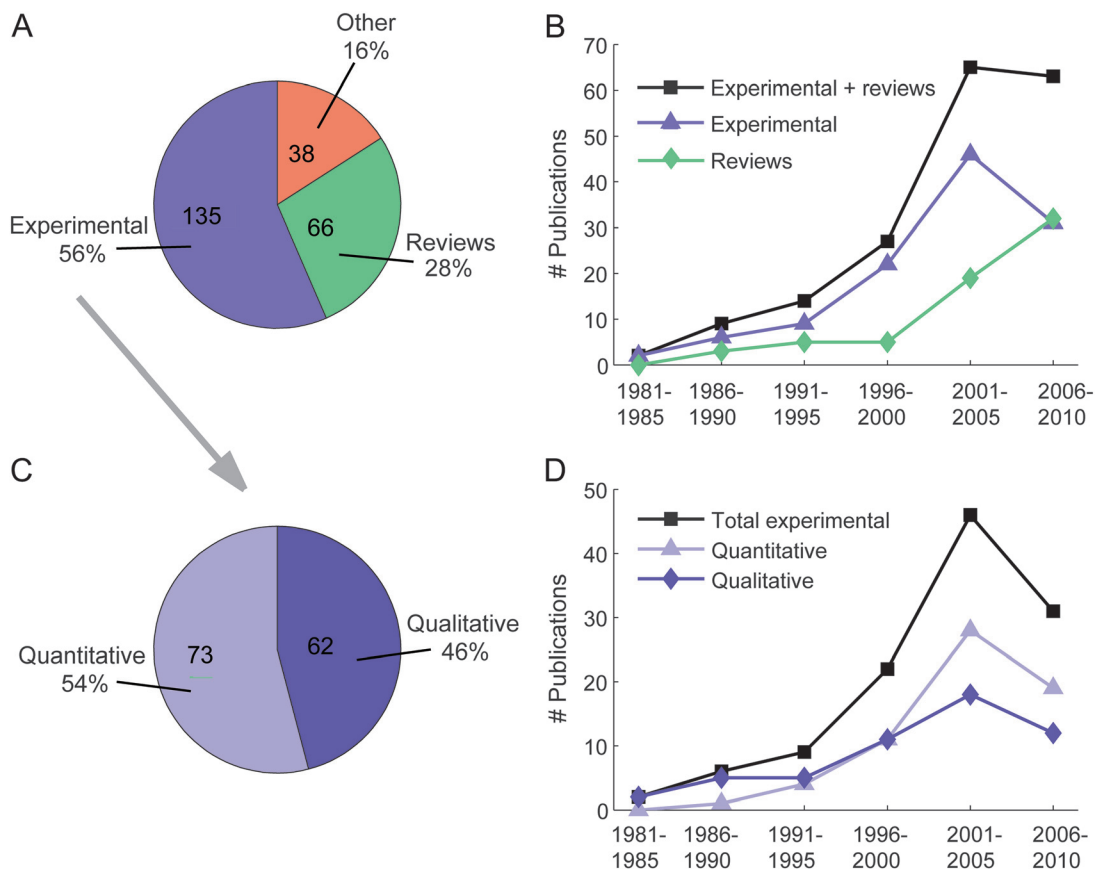 A
Other
16%
38
135
66
Experimental
56%
Reviews
28%
B
70
60
50
40
30
20
10
0
# Publications
Experimental + reviews
Experimental
Reviews
1981-
1985
1986-
1990
1991-
1995
1996-
2000
2001-
2005
2006-
2010
C
Quantitative
54%
73
62
Qualitative
46%
D
50
40
30
20
10
0
# Publications
Total experimental
Quantitative
Qualitative
1981-
1985
1986-
1990
1991-
1995
1996-
2000
2001-
2005
2006-
2010